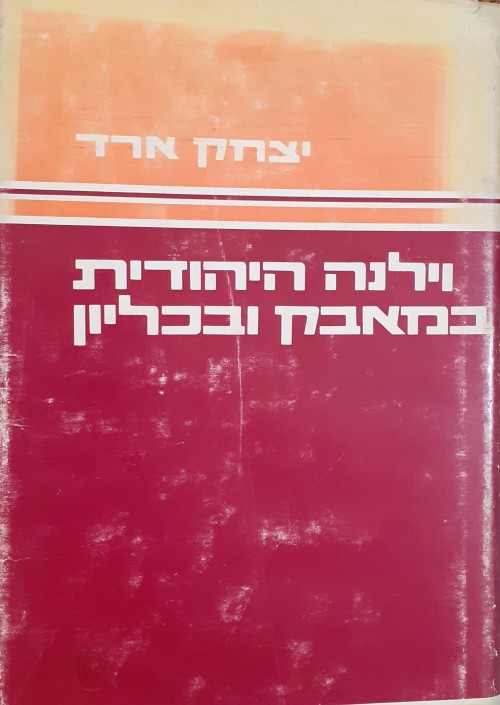 יצחק ארד
וילנה היהודית
במאבק ובכליון